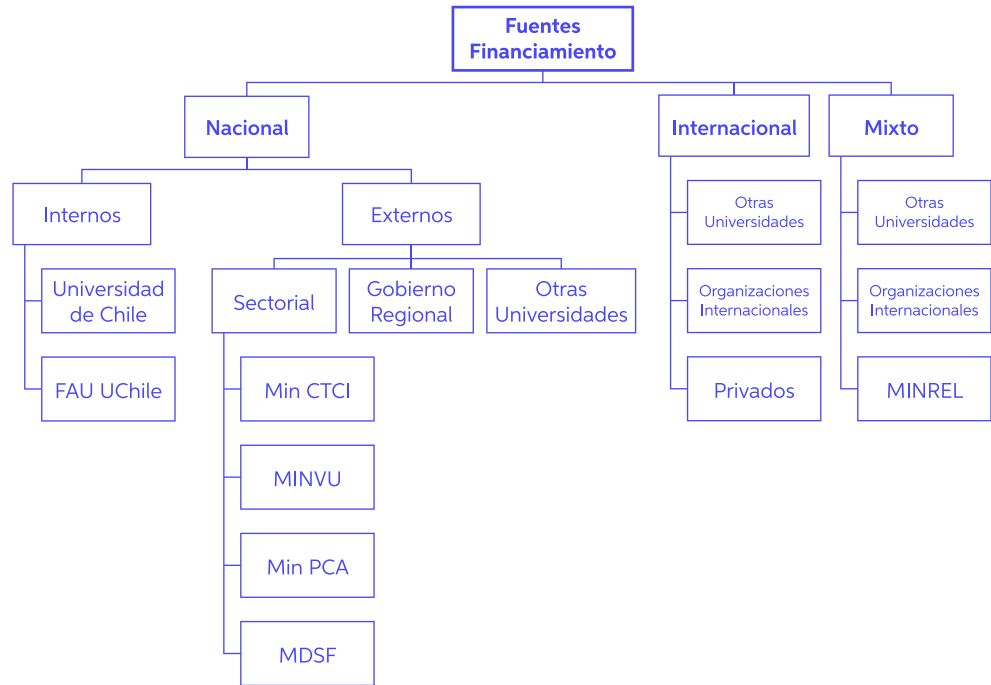 Fuentes
Financiamiento
Nacional
Internacional
Mixto
Internos
Externos
Otras
Universidades
Otras
Universidades
Universidad
de Chile
Sectorial
Gobierno
Regional
Otras
Universidades
Organizaciones
Internacionales
Organizaciones
Internacionales
FAU UChile
Min CTCI
Privados
MINREL
MINVU
Min PCA
MDSF